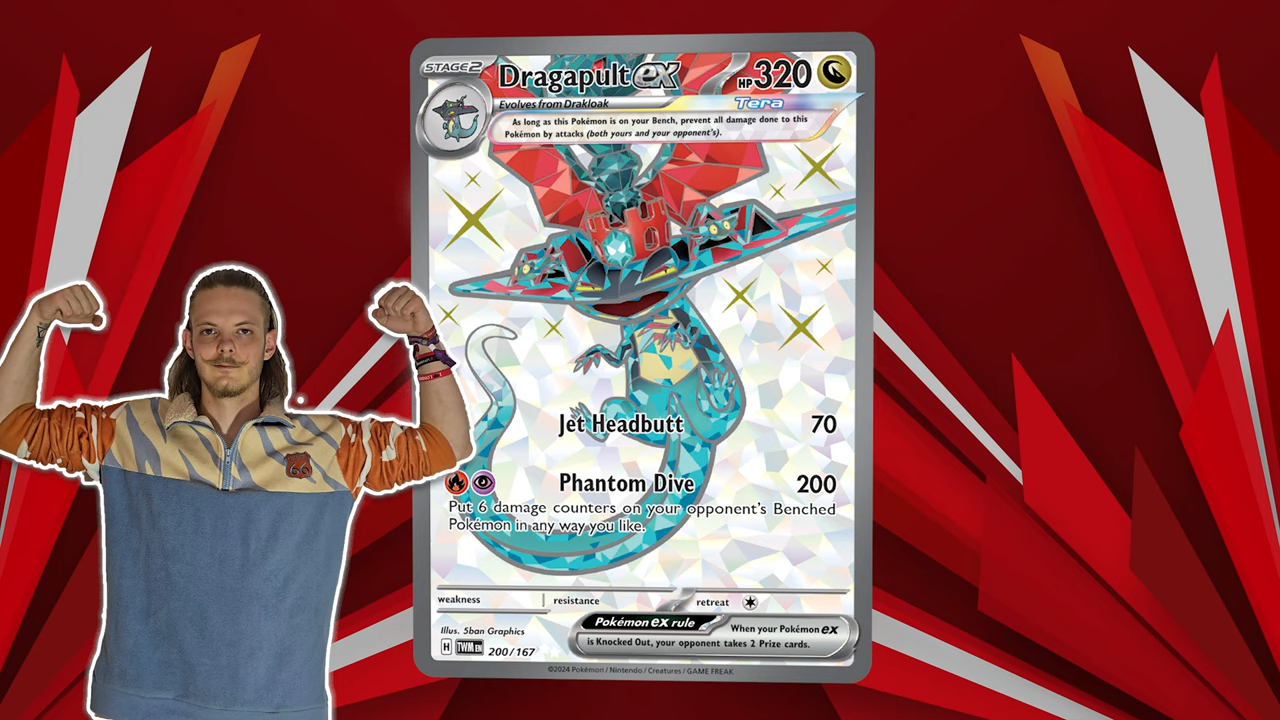 STAGE2
Dragapult ex
HP 320
Evolves from Drakloak
Tera
As long as this Pokémon is on your Bench, prevent all damage done to this
Pokémon by attacks (both yours and your opponent's).
Jet Headbutt 70
Phantom Dive 200
Put 6 damage counters on your opponent's Benched
Pokémon in any way you like.
weakness resistance retreat
Illus. 5ban Graphics
Pokémon ex rule
When your Pokémon ex
is Knocked Out, your opponent takes 2 Prize cards.
H TWM EN 200/167
©2024 Pokémon / Nintendo / Creatures / GAME FREAK
66